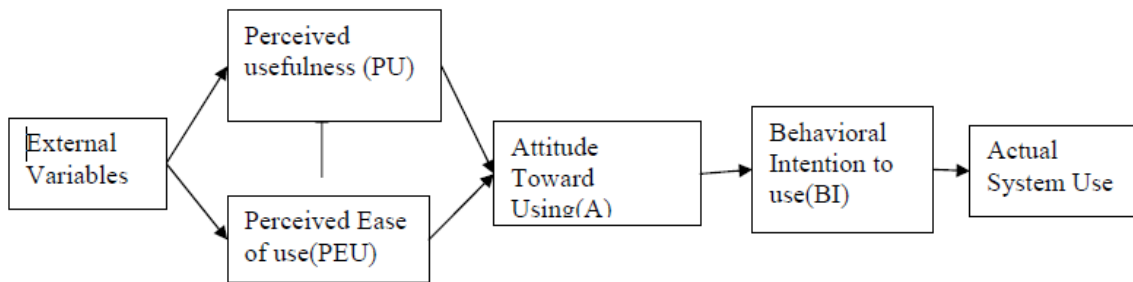 External
Variables
Perceived
usefulness (PU)
Perceived Ease
of use(PEU)
Attitude
Toward
Using(A)
Behavioral
Intention to
use(BI)
Actual
System Use